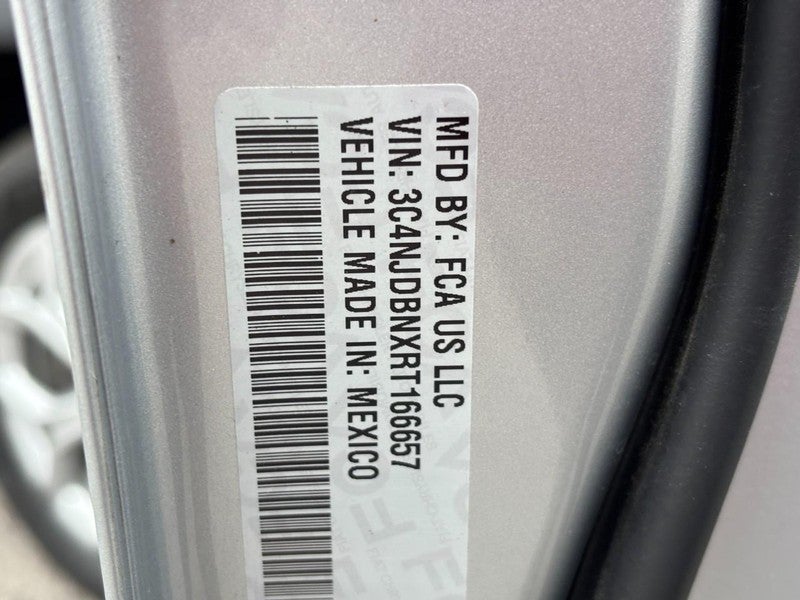 MFD BY: FCA US LLC
VIN: 3C4NJDBNXRT166657
VEHICLE MADE IN: MEXICO